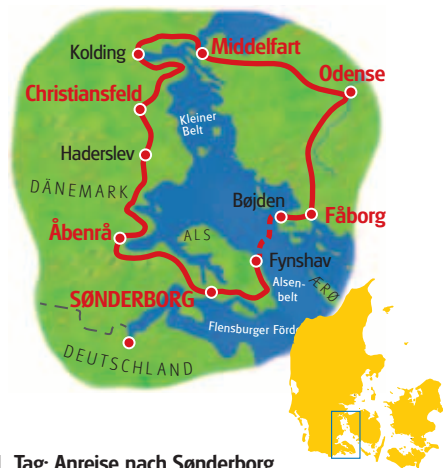 Kolding
Middelfart
Odense
Christiansfeld
Kleiner
Belt
Haderslev
DÄNEMARK
Bøjden
Fåborg
Åbenrå
ALS
Fynshav
ÆRØ
Alsen-
belt
SØNDERBORG
Flensburger Förde
DEUTSCHLAND
Tag: Anreise nach Sønderborg